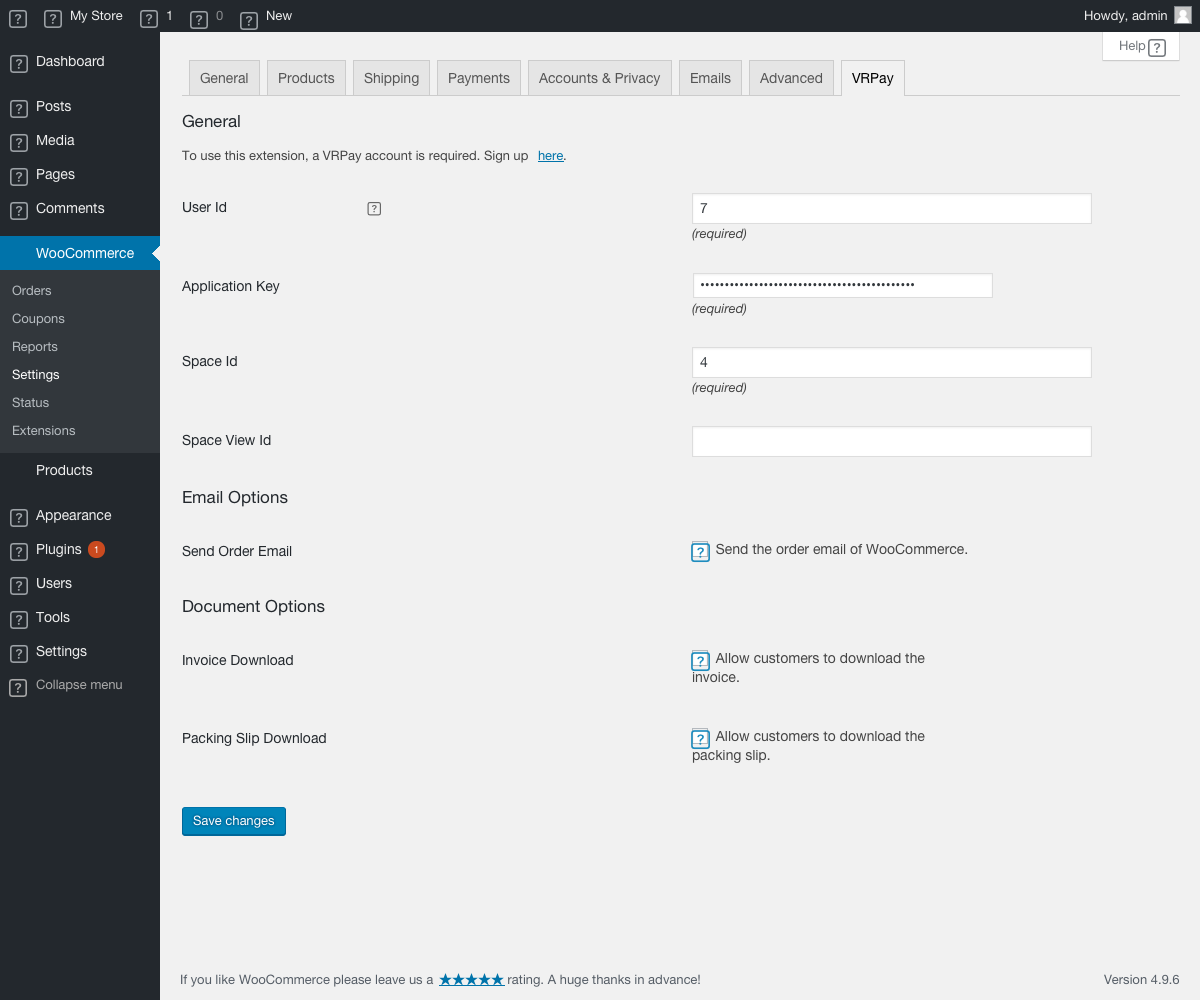 My Store 1 0 New Howdy, admin
Help
Dashboard
Posts
Media
Pages
Comments
WooCommerce
Orders
Coupons
Reports
Settings
Status
Extensions
Products
Appearance
Plugins 1
Users
Tools
Settings
Collapse menu
General Products Shipping Payments Accounts & Privacy Emails Advanced VRPay
General
To use this extension, a VRPay account is required. Sign up here.
User Id ? 7
(required)
Application Key ••••••••••••••••••••••••••••••••••••••••••••
(required)
Space Id 4
(required)
Space View Id
Email Options
Send Order Email Send the order email of WooCommerce.
Document Options
Invoice Download Allow customers to download the
invoice.
Packing Slip Download Allow customers to download the
packing slip.
Save changes
If you like WooCommerce please leave us a ★★★★★ rating. A huge thanks in advance! Version 4.9.6